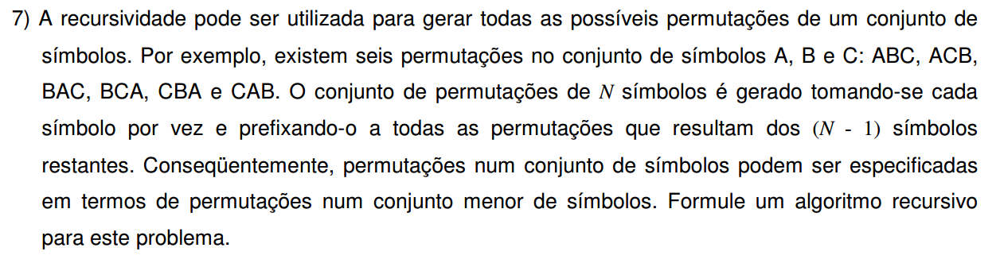 7) A recursividade pode ser utilizada para gerar todas as possíveis permutações de um conjunto de
símbolos. Por exemplo, existem seis permutações no conjunto de símbolos A, B e C: ABC, ACB,
BAC, BCA, CBA e CAB. O conjunto de permutações de N símbolos é gerado tomando-se cada
símbolo por vez e prefixando-o a todas as permutações que resultam dos (N - 1) símbolos
restantes. Conseqüentemente, permutações num conjunto de símbolos podem ser especificadas
em termos de permutações num conjunto menor de símbolos. Formule um algoritmo recursivo
para este problema.